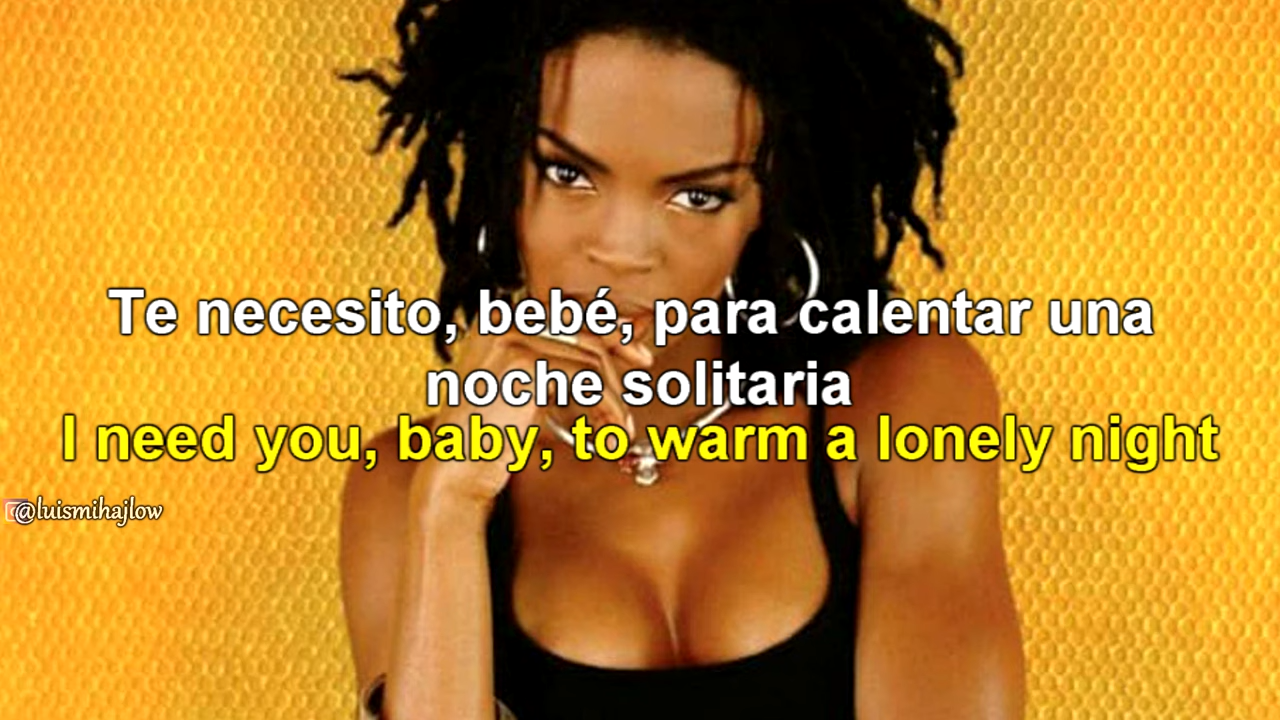 Te necesito, bebé, para calentar una
noche solitaria
I need you, baby, to warm a lonely night
@luismihajlow